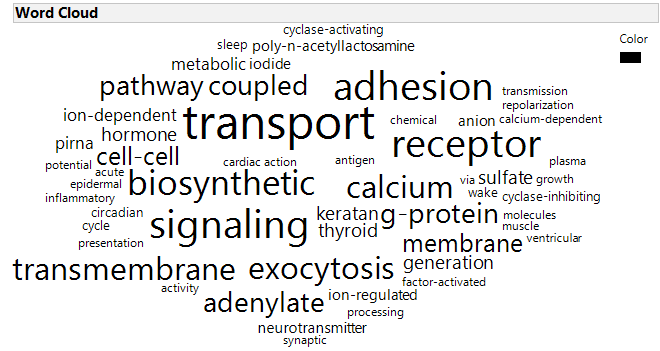 Word Cloud
Color
cyclase-activating
sleep poly-n-acetyllactosamine
metabolic iodide
pathway coupled adhesion transmission
repolarization
ion-dependent transport chemical anion calcium-dependent
hormone
pirna receptor
cell-cell cardiac action antigen plasma
potential acute
epidermal biosynthetic calcium via sulfate growth
inflammatory wake cyclase-inhibiting
circadian signaling keratan g-protein molecules
cycle thyroid muscle
presentation membrane ventricular
transmembrane exocytosis generation
activity factor-activated
adenylate ion-regulated
processing
neurotransmitter
synaptic